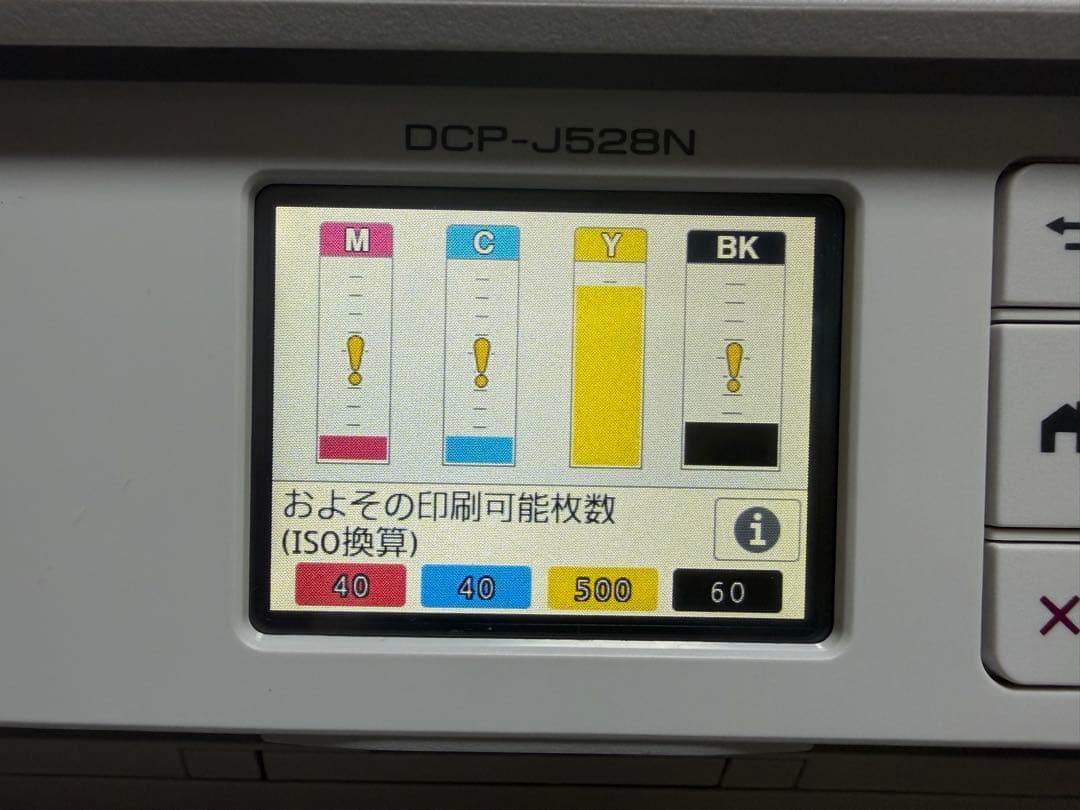 DCP-J528N
M C Y BK
! ! !
およその印刷可能枚数
(ISO換算)
i
40 40 500 60